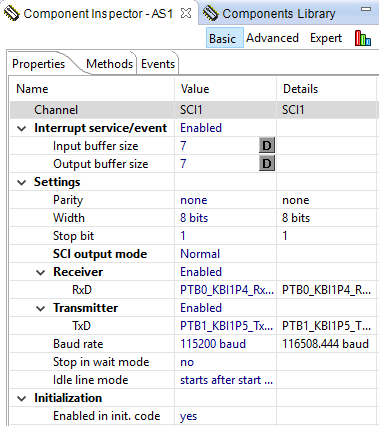 Component Inspector - AS1 Components Library
Basic Advanced Expert
Properties Methods Events
Name Value Details
Channel SCI1 SCI1
Interrupt service/event Enabled
Input buffer size 7 D
Output buffer size 7 D
Settings
Parity none none
Width 8 bits 8 bits
Stop bit 1 1
SCI output mode Normal
Receiver Enabled
RxD PTB0_KBI1P4_Rx... PTB0_KBI1P4_R...
Transmitter Enabled
TxD PTB1_KBI1P5_Tx... PTB1_KBI1P5_T...
Baud rate 115200 baud 116508.444 baud
Stop in wait mode no
Idle line mode starts after start ...
Initialization
Enabled in init. code yes